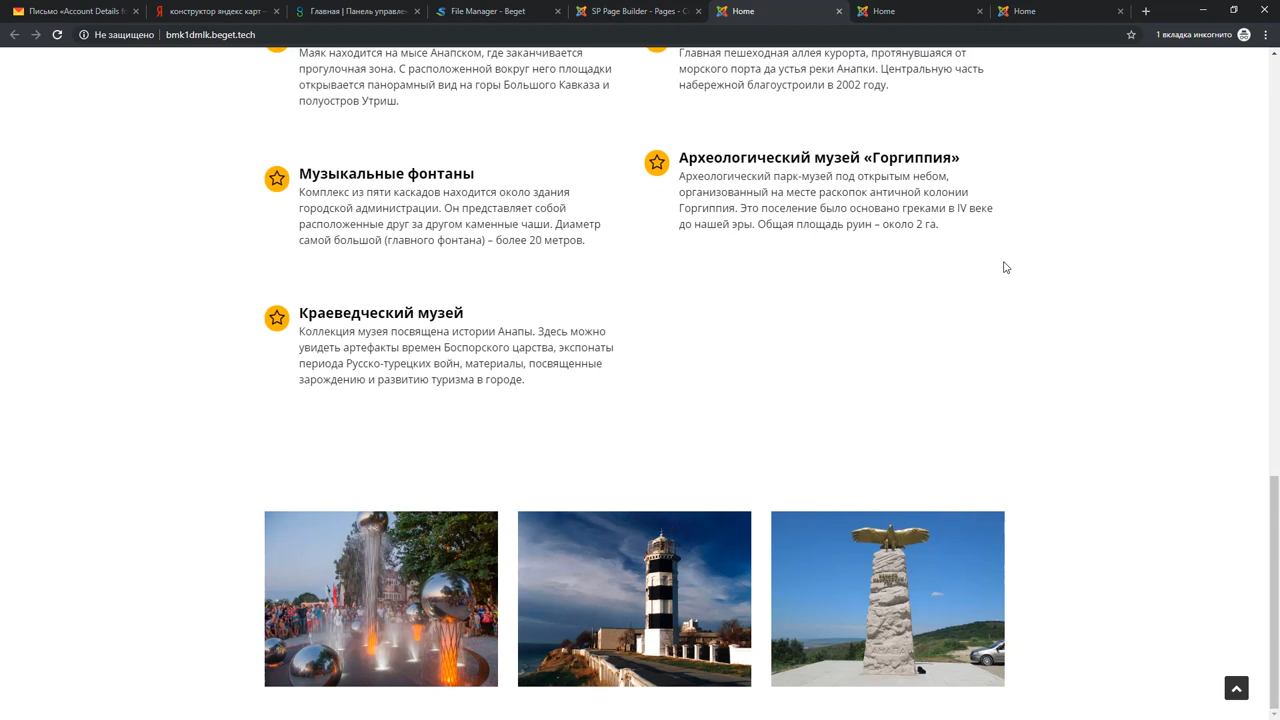 Письмо «Account Details fo
конструктор яндекс карт
Главная | Панель управле
File Manager - Beget
SP Page Builder - Pages - C
Home
Home
Home
Не защищено
bmk1dmlk.beget.tech
1 вкладка инкогнито
Маяк находится на мысе Анапском, где заканчивается
прогулочная зона. С расположенной вокруг него площадки
открывается панорамный вид на горы Большого Кавказа и
полуостров Утриш.
Главная пешеходная аллея курорта, протянувшаяся от
морского порта да устья реки Анапки. Центральную часть
набережной благоустроили в 2002 году.
Музыкальные фонтаны
Комплекс из пяти каскадов находится около здания
городской администрации. Он представляет собой
расположенные друг за другом каменные чаши. Диаметр
самой большой (главного фонтана) – более 20 метров.
Археологический музей «Горгиппия»
Археологический парк-музей под открытым небом,
организованный на месте раскопок античной колонии
Горгиппия. Это поселение было основано греками в IV веке
до нашей эры. Общая площадь руин – около 2 га.
Краеведческий музей
Коллекция музея посвящена истории Анапы. Здесь можно
увидеть артефакты времен Боспорского царства, экспонаты
периода Русско-турецких войн, материалы, посвященные
зарождению и развитию туризма в городе.